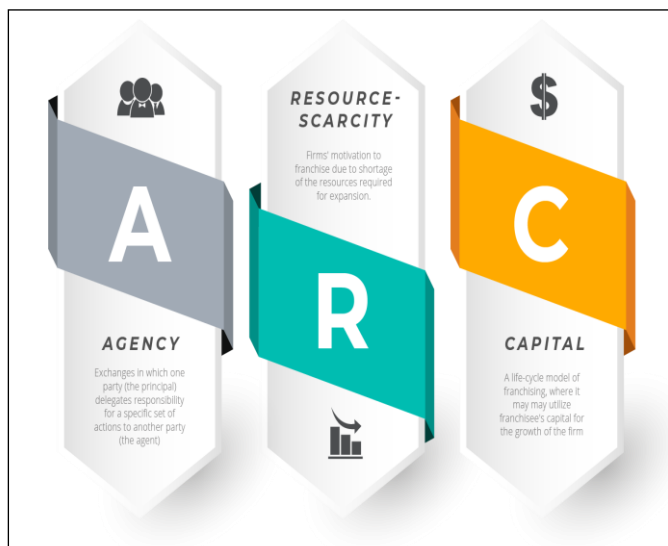 A
AGENCY
Exchanges in which one
party (the principal)
delegates responsibility
for a specific set of
actions to another party
(the agent)
RESOURCE-
SCARCITY
Firms' motivation to
franchise due to shortage
of the resources required
for expansion.
R
$
C
CAPITAL
A life-cycle model of
franchising, where it
may may utilize
franchisee's capital for
the growth of the firm